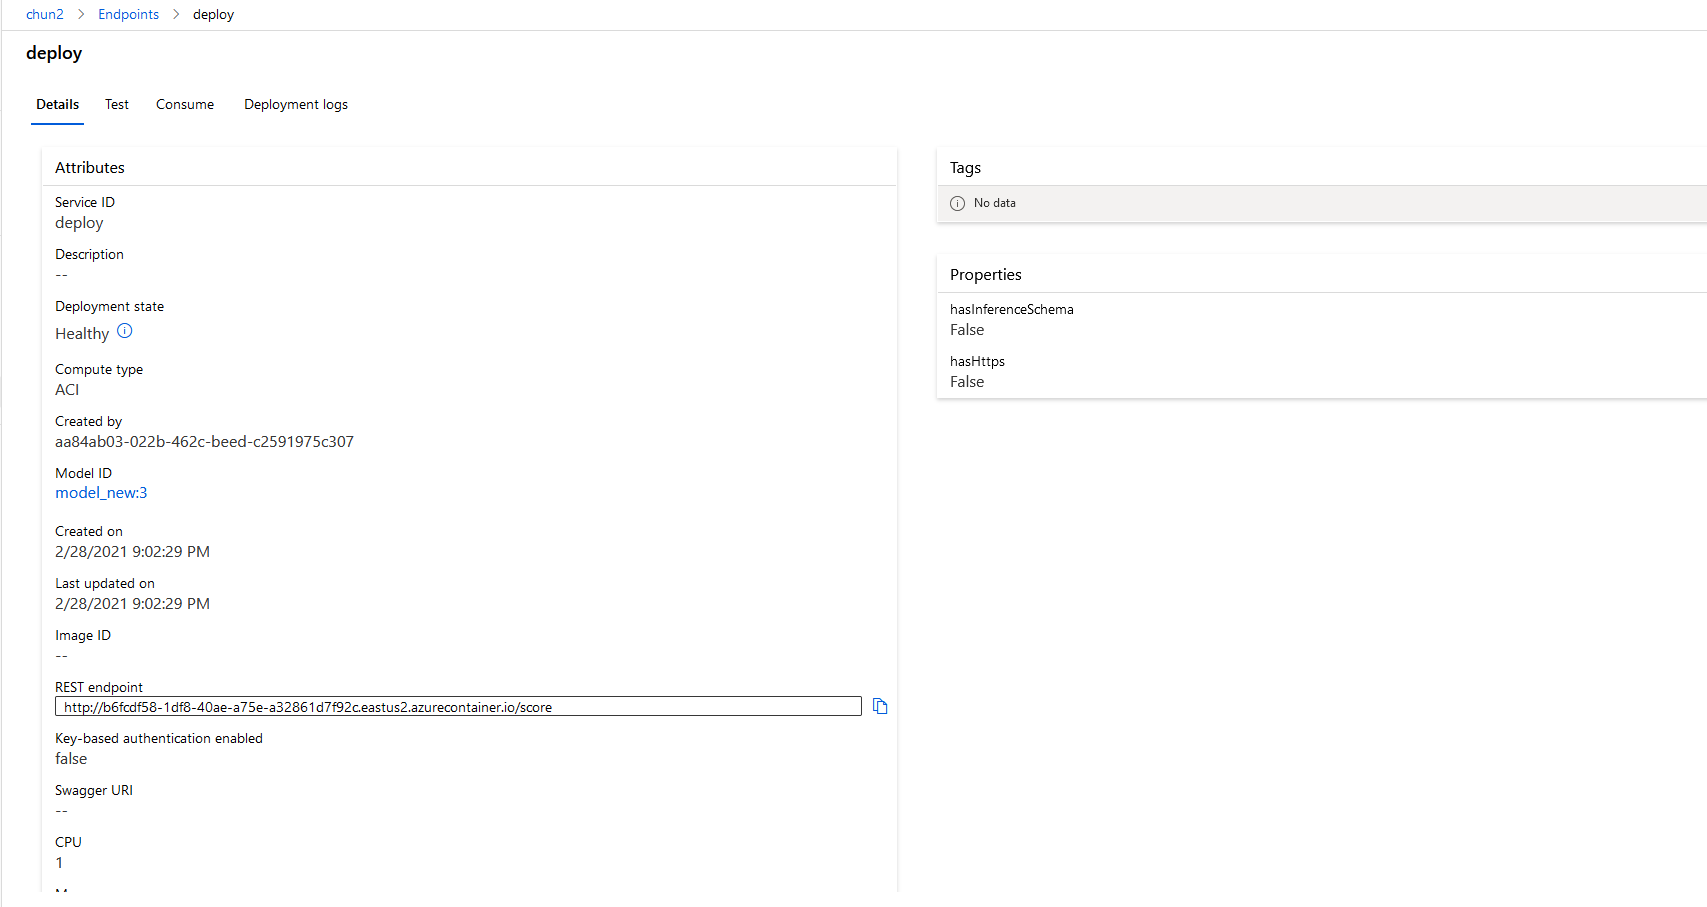 chun2 > Endpoints > deploy
deploy
Details Test Consume Deployment logs
Attributes
Service ID
deploy
Description
--
Deployment state
Healthy
Compute type
ACI
Created by
aa84ab03-022b-462c-beed-c2591975c307
Model ID
model_new:3
Created on
2/28/2021 9:02:29 PM
Last updated on
2/28/2021 9:02:29 PM
Image ID
--
REST endpoint
http://b6fcdf58-1df8-40ae-a75e-a32861d7f92c.eastus2.azurecontainer.io/score
Key-based authentication enabled
false
Swagger URI
--
CPU
1
Tags
No data
Properties
hasInferenceSchema
False
hasHttps
False